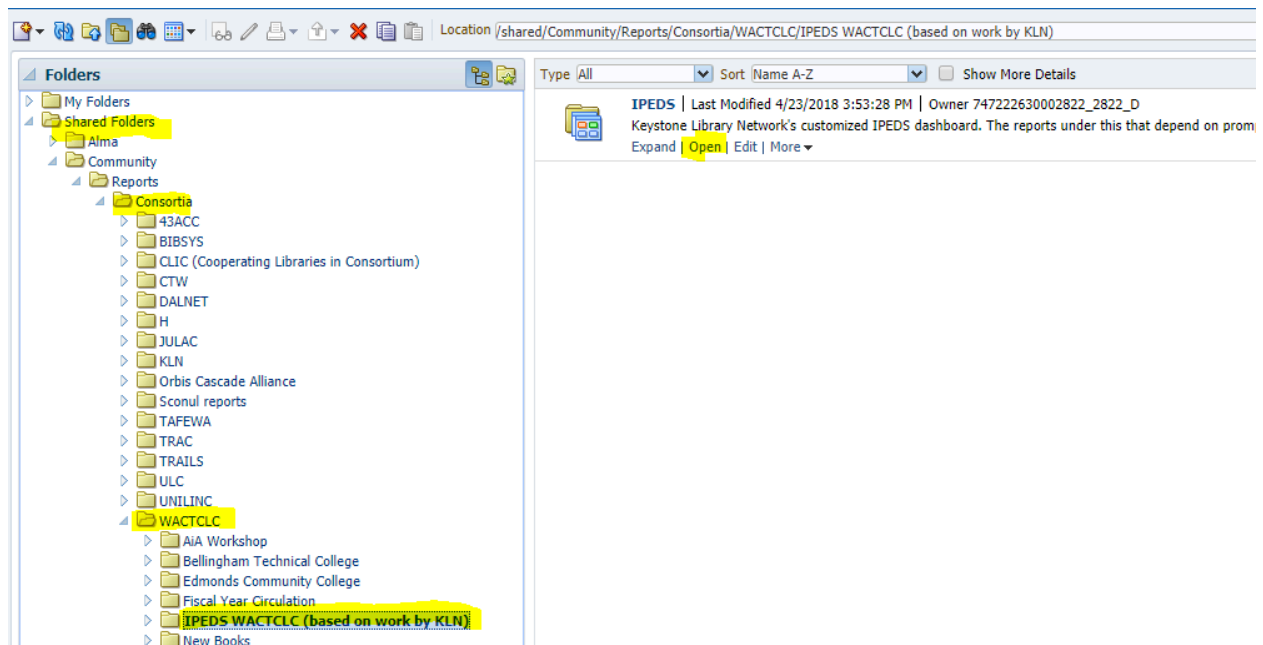 Location /shared/Community/Reports/Consortia/WACTCLC/IPEDS WACTCLC (based on work by KLN)
Folders
My Folders
Shared Folders
Alma
Community
Reports
Consortia
43ACC
BIBSYS
CLIC (Cooperating Libraries in Consortium)
CTW
DALNET
H
JULAC
KLN
Orbis Cascade Alliance
Sconul reports
TAFEWA
TRAC
TRAILS
ULC
UNILINC
WACTCLC
AiA Workshop
Bellingham Technical College
Edmonds Community College
Fiscal Year Circulation
IPEDS WACTCLC (based on work by KLN)
New Books
Type All Sort Name A-Z Show More Details
IPEDS | Last Modified 4/23/2018 3:53:28 PM | Owner 747222630002822_2822_D
Keystone Library Network's customized IPEDS dashboard. The reports under this that depend on prom
Expand | Open | Edit | More